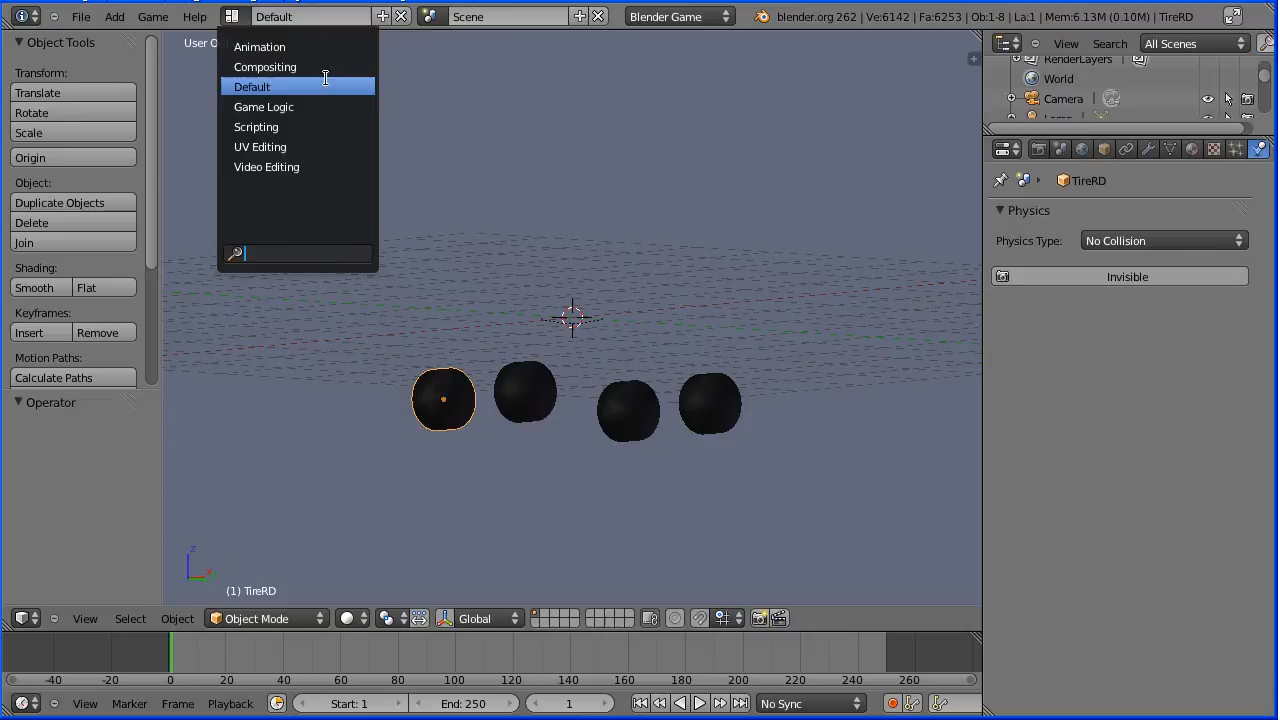 File Add Game Help Default Scene Blender Game blender.org 262 | Ve:6142 | Fa:6253 | Ob:1-8 | La:1 | Mem:6.13M (0.10M) | TireRD
Object Tools
Transform:
Translate
Rotate
Scale
Origin
Object:
Duplicate Objects
Delete
Join
Shading:
Smooth Flat
Keyframes:
Insert Remove
Motion Paths:
Calculate Paths
Operator
User O
Animation
Compositing
Default
Game Logic
Scripting
UV Editing
Video Editing
z
x
(1) TireRD
View Search All Scenes
RenderLayers
World
Camera
TireRD
Physics
Physics Type: No Collision
Invisible
View Select Object Object Mode Global
-40 -20 0 20 40 60 80 100 120 140 160 180 200 220 240 260
View Marker Frame Playback Start: 1 End: 250 1 No Sync